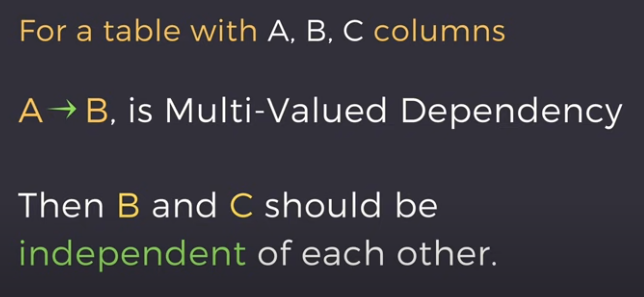 For a table with A, B, C columns
A → B, is Multi-Valued Dependency
Then B and C should be
independent of each other.